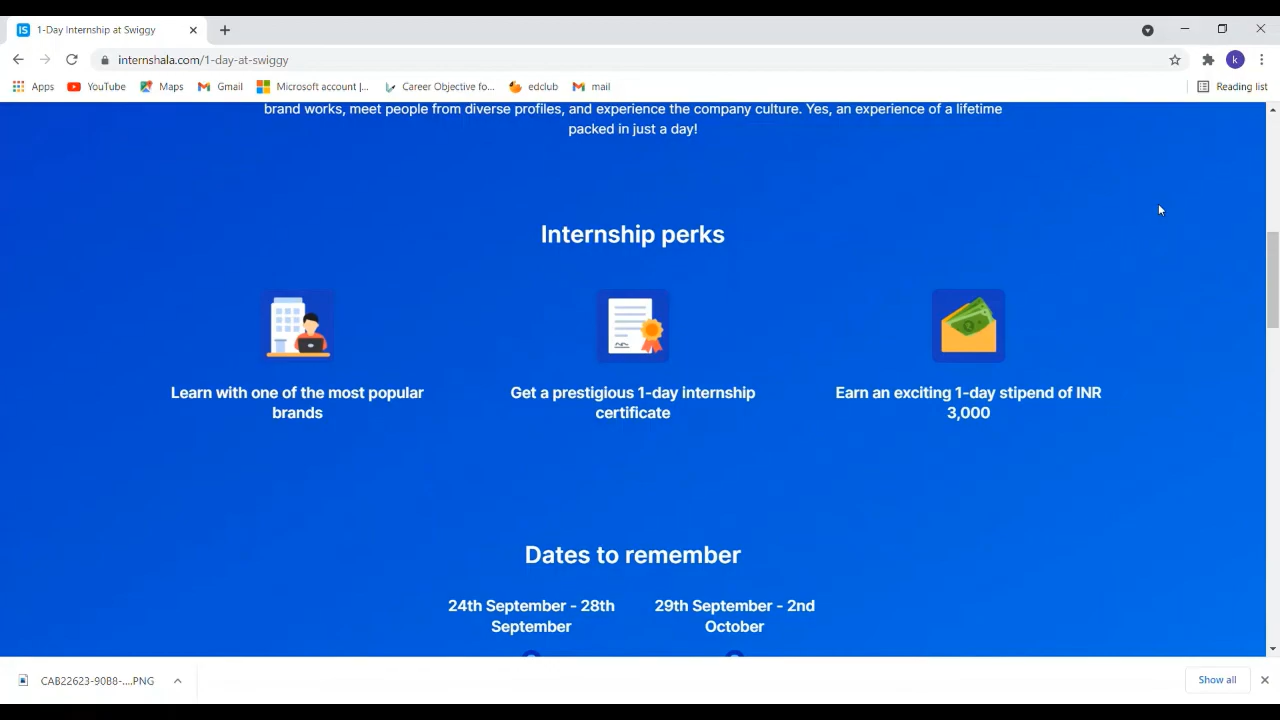 1-Day Internship at Swiggy
internshala.com/1-day-at-swiggy
k
Apps
YouTube
Maps
Gmail
Microsoft account |...
Career Objective fo...
edclub
mail
Reading list
brand works, meet people from diverse profiles, and experience the company culture. Yes, an experience of a lifetime
packed in just a day!
Internship perks
Learn with one of the most popular
brands
Get a prestigious 1-day internship
certificate
Earn an exciting 1-day stipend of INR
3,000
Dates to remember
24th September - 28th
September
29th September - 2nd
October
CAB22623-90B8-....PNG
Show all